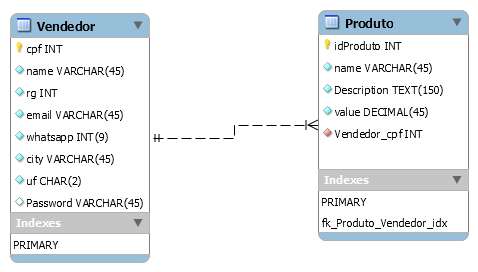 Vendedor
cpf INT
name VARCHAR(45)
rg INT
email VARCHAR(45)
whatsapp INT(9)
city VARCHAR(45)
uf CHAR(2)
Password VARCHAR(45)
Indexes
PRIMARY
Produto
idProduto INT
name VARCHAR(45)
Description TEXT(150)
value DECIMAL(45)
Vendedor_cpf INT
Indexes
PRIMARY
fk_Produto_Vendedor_idx